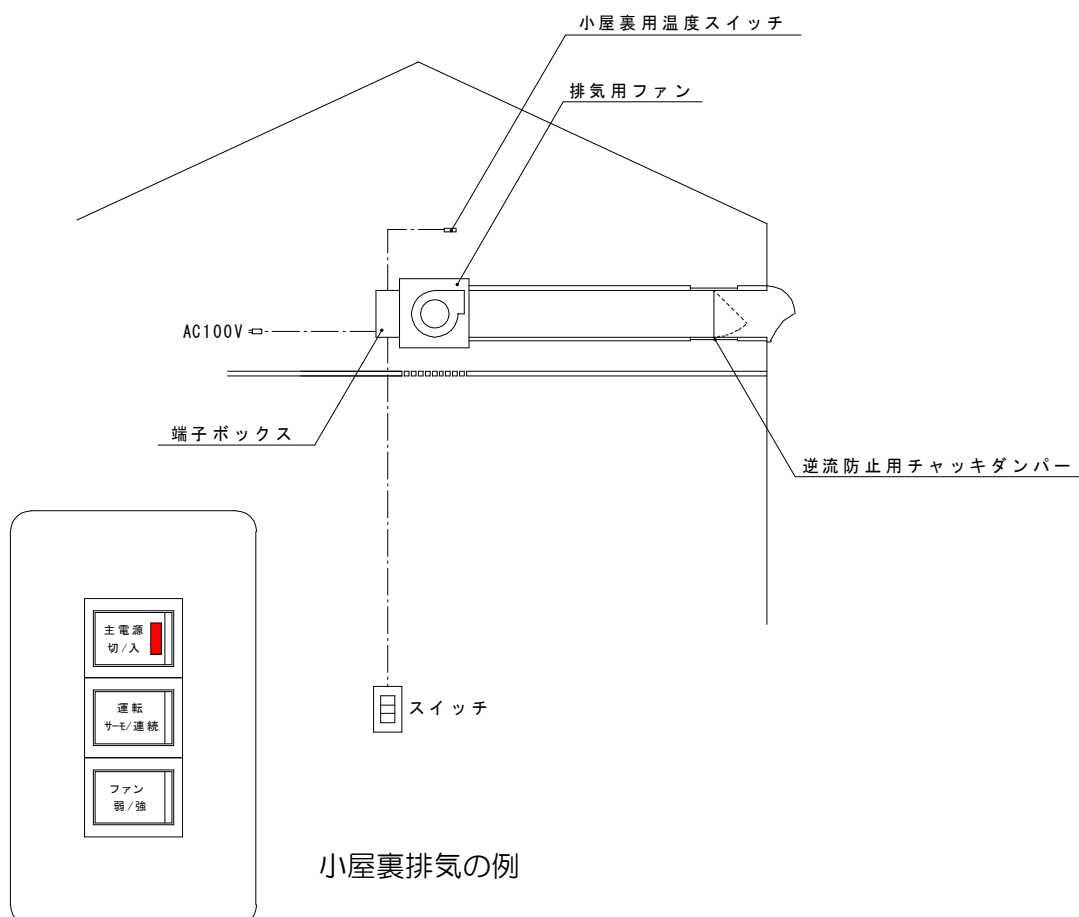 小屋裏用温度スイッチ
排気用ファン
AC100V
端子ボックス
逆流防止用チャッキダンパー
主電源
切/入
運転
サーモ/連続
ファン
弱/強
スイッチ
小屋裏排気の例